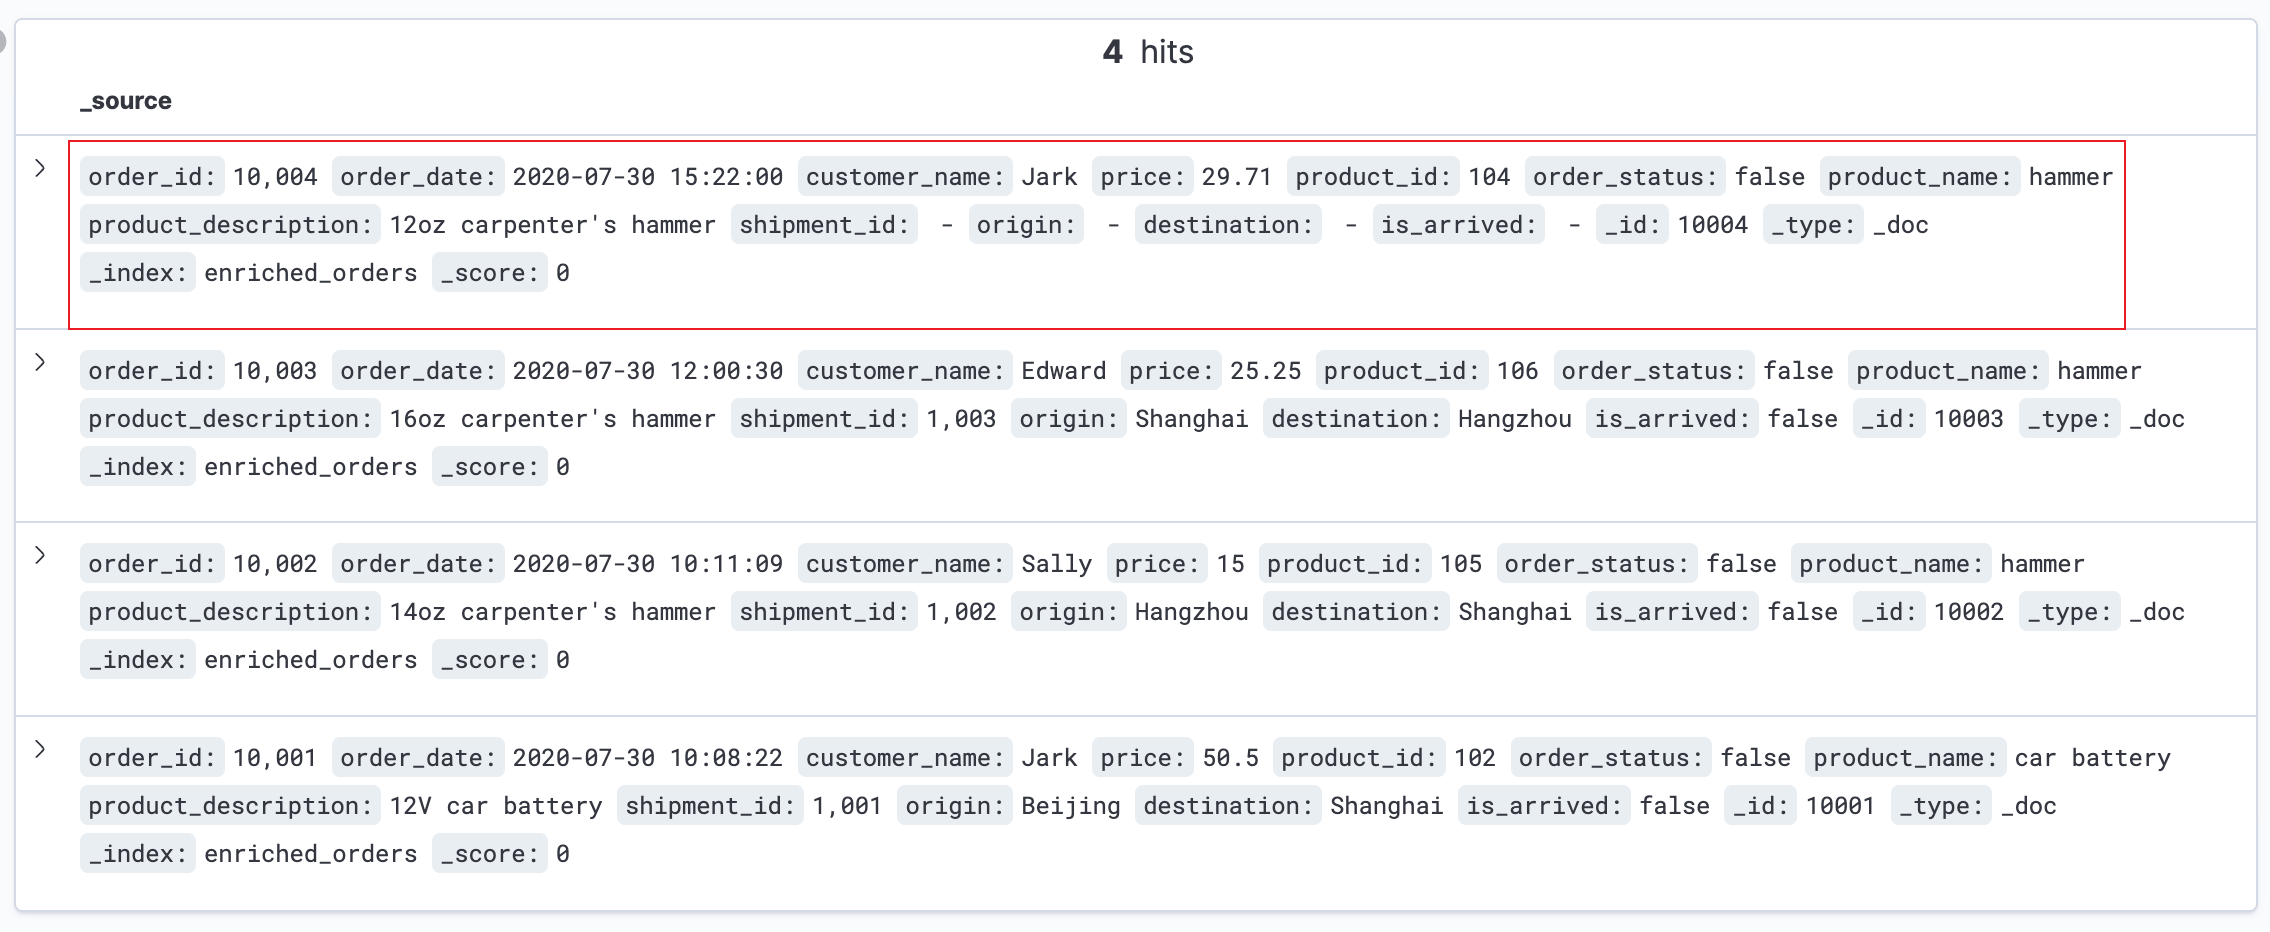 4 hits
_source
order_id: 10,004 order_date: 2020-07-30 15:22:00 customer_name: Jark price: 29.71 product_id: 104 order_status: false product_name: hammer
product_description: 12oz carpenter's hammer shipment_id: - origin: - destination: - is_arrived: - _id: 10004 _type: _doc
_index: enriched_orders _score: 0
order_id: 10,003 order_date: 2020-07-30 12:00:30 customer_name: Edward price: 25.25 product_id: 106 order_status: false product_name: hammer
product_description: 16oz carpenter's hammer shipment_id: 1,003 origin: Shanghai destination: Hangzhou is_arrived: false _id: 10003 _type: _doc
_index: enriched_orders _score: 0
order_id: 10,002 order_date: 2020-07-30 10:11:09 customer_name: Sally price: 15 product_id: 105 order_status: false product_name: hammer
product_description: 14oz carpenter's hammer shipment_id: 1,002 origin: Hangzhou destination: Shanghai is_arrived: false _id: 10002 _type: _doc
_index: enriched_orders _score: 0
order_id: 10,001 order_date: 2020-07-30 10:08:22 customer_name: Jark price: 50.5 product_id: 102 order_status: false product_name: car battery
product_description: 12V car battery shipment_id: 1,001 origin: Beijing destination: Shanghai is_arrived: false _id: 10001 _type: _doc
_index: enriched_orders _score: 0